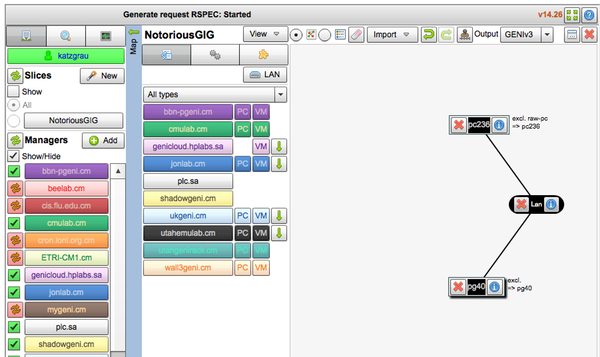 Generate request RSPEC: Started
v14.26
katzgrau
Slices
New
Show
All
NotoriousGIG
Managers
Add
Show/Hide
bbn-pgeni.cm
beelab.cm
cis.fiu.edu.cm
cmulab.cm
cron.loni.org.cm
ETRI-CM1.cm
genicloud.hplabs.sa
jonlab.cm
mygeni.cm
plc.sa
shadowgeni.cm
Map
NotoriousGIG
View
LAN
All types
bbn-pgeni.cm PC VM
cmulab.cm PC VM
genicloud.hplabs.sa VM
jonlab.cm PC VM
plc.sa
shadowgeni.cm
ukgeni.cm PC VM
utahemulab.cm PC VM
PC VM
wall3geni.cm PC VM
Import
Output
GENIv3
pc236
excl. raw-pc
=> pc236
Lan
pg40
excl.
=> pg40